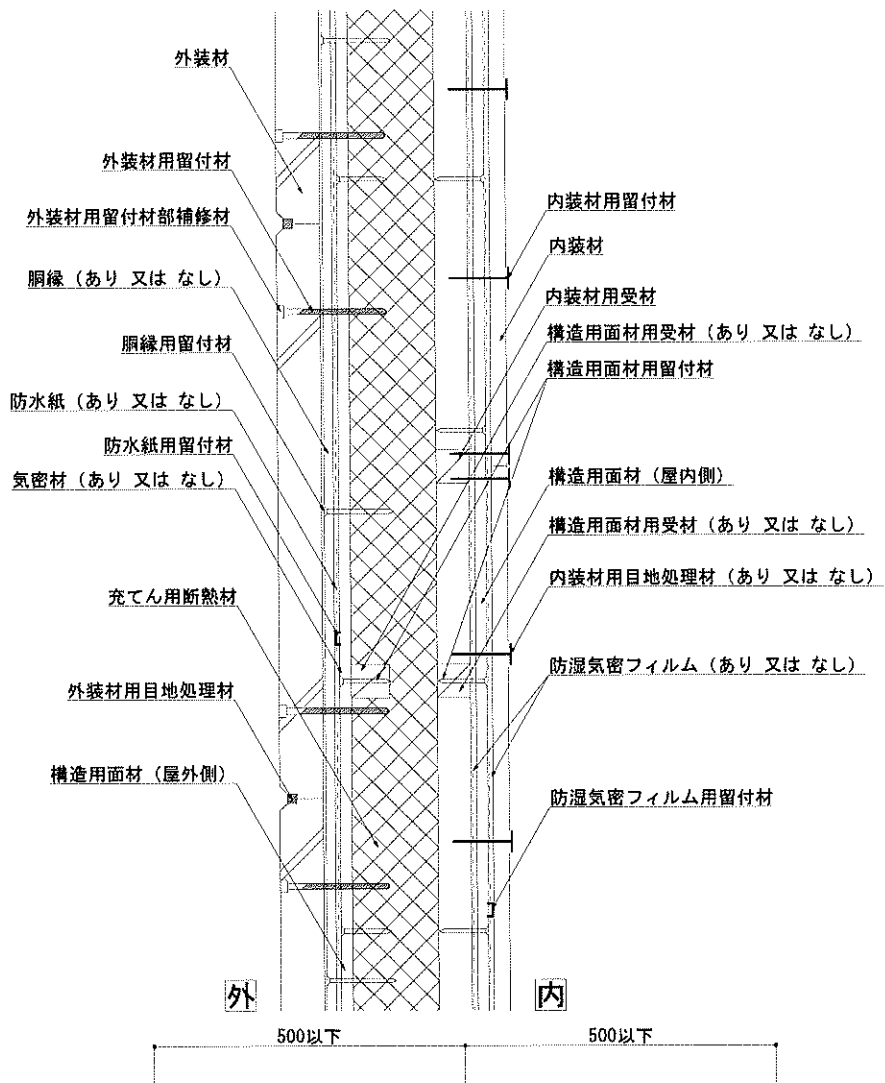 外装材
外装材用留付材
外装材用留付材部補修材
胴縁（あり 又は なし）
胴縁用留付材
防水紙（あり 又は なし）
防水紙用留付材
気密材（あり 又は なし）
充てん用断熱材
外装材用目地処理材
構造用面材（屋外側）
内装材用留付材
内装材
内装材用受材
構造用面材用受材（あり 又は なし）
構造用面材用留付材
構造用面材（屋内側）
構造用面材用受材（あり 又は なし）
内装材用目地処理材（あり 又は なし）
防湿気密フィルム（あり 又は なし）
防湿気密フィルム用留付材
外 内
500以下 500以下